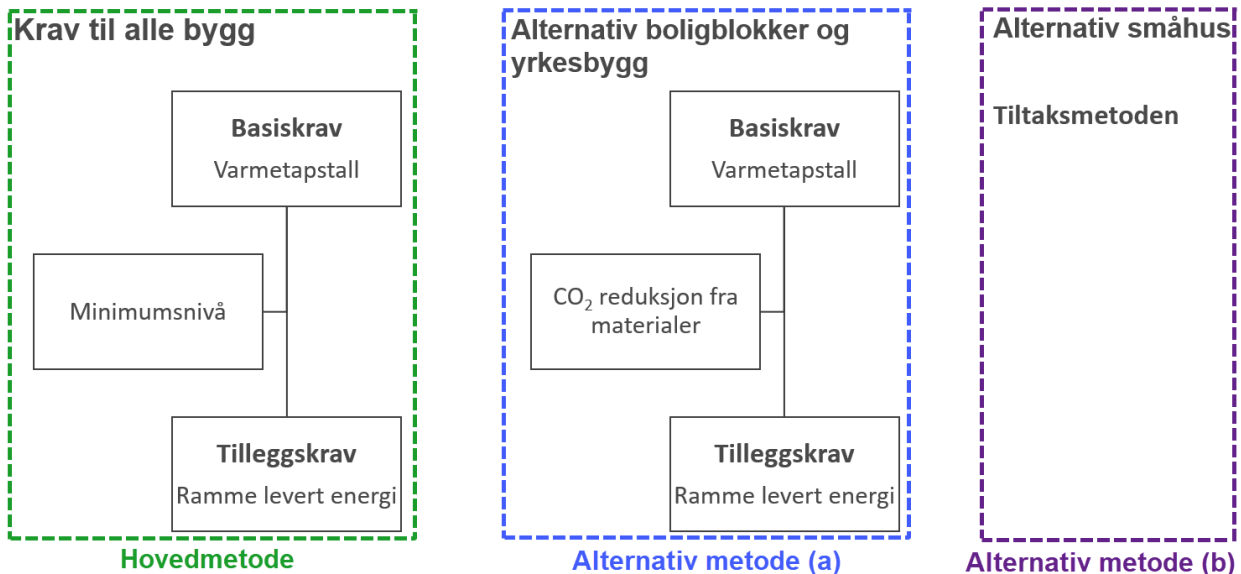 Krav til alle bygg
Basiskrav
Varmetapstall
Minimumsnivå
Tilleggskrav
Ramme levert energi
Hovedmetode
Alternativ boligblokker og
yrkesbygg
Basiskrav
Varmetapstall
CO₂ reduksjon fra
materialer
Tilleggskrav
Ramme levert energi
Alternativ metode (a)
Alternativ småhus
Tiltaksmetoden
Alternativ metode (b)